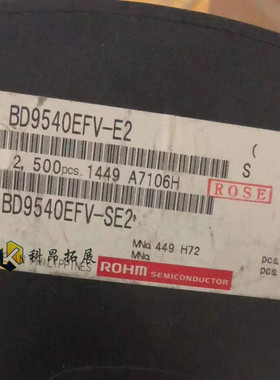 BD9540EFV-E2
(
2,500pcs. 1449 A7106H
S
ROSE
BD9540EFV-SE2
MNo 449 H72
pcs
MNo
pcs
科昂拓展
PHILIPPINES
ROHM SEMICONDUCTOR